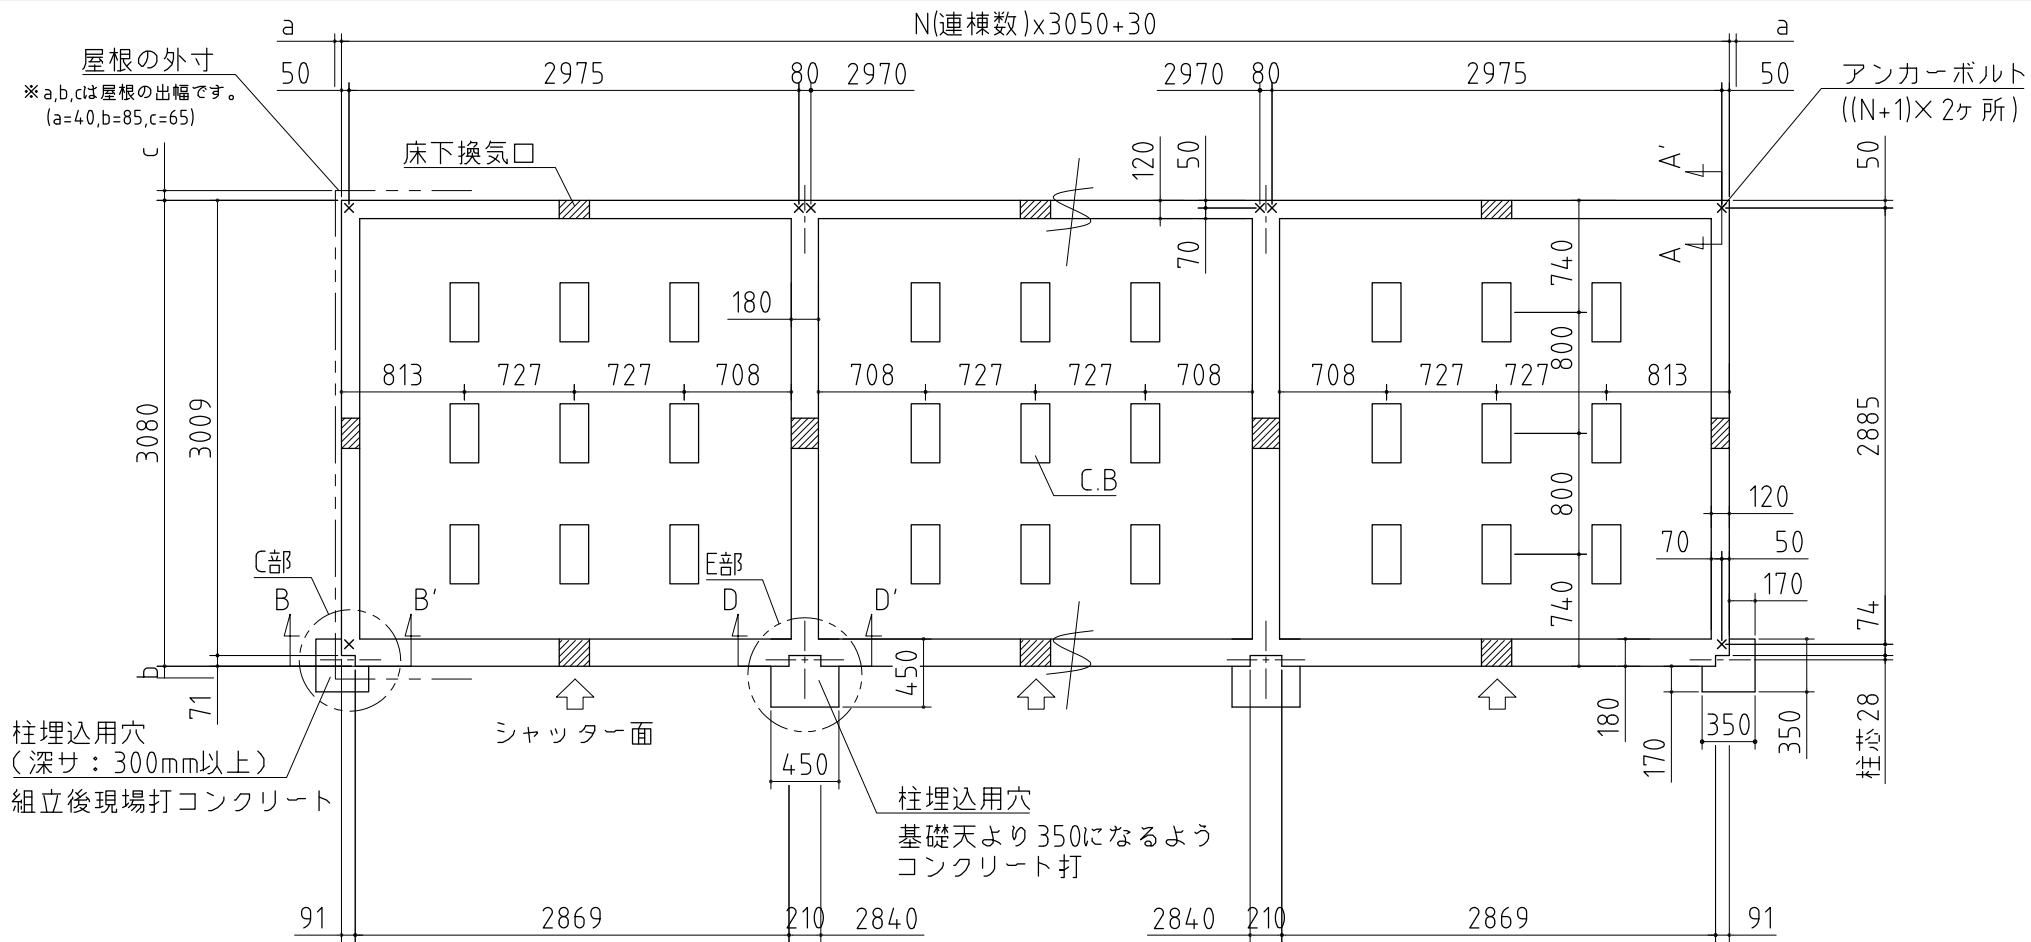 a
N(連棟数)x3050+30
a
屋根の外寸
50
2975
80
2970
2970
80
2975
50
アンカーボルト
※a,b,cは屋根の出幅です。
(a=40,b=85,c=65)
((N+1)×2ヶ所)
c
床下換気口
120
50
A'
50
70
740
A
180
800
813
727
727
708
708
727
727
708
708
727
727
813
3080
3009
2885
C.B
800
120
70
50
C部
E部
170
B
B'
D
D'
740
74
b
71
450
シャッター面
180
170
350
350
柱芯28
柱埋込用穴
(深サ：300mm以上)
組立後現場打コンクリート
450
柱埋込用穴
基礎天より350になるよう
コンクリート打
91
2869
210
2840
2840
210
2869
91